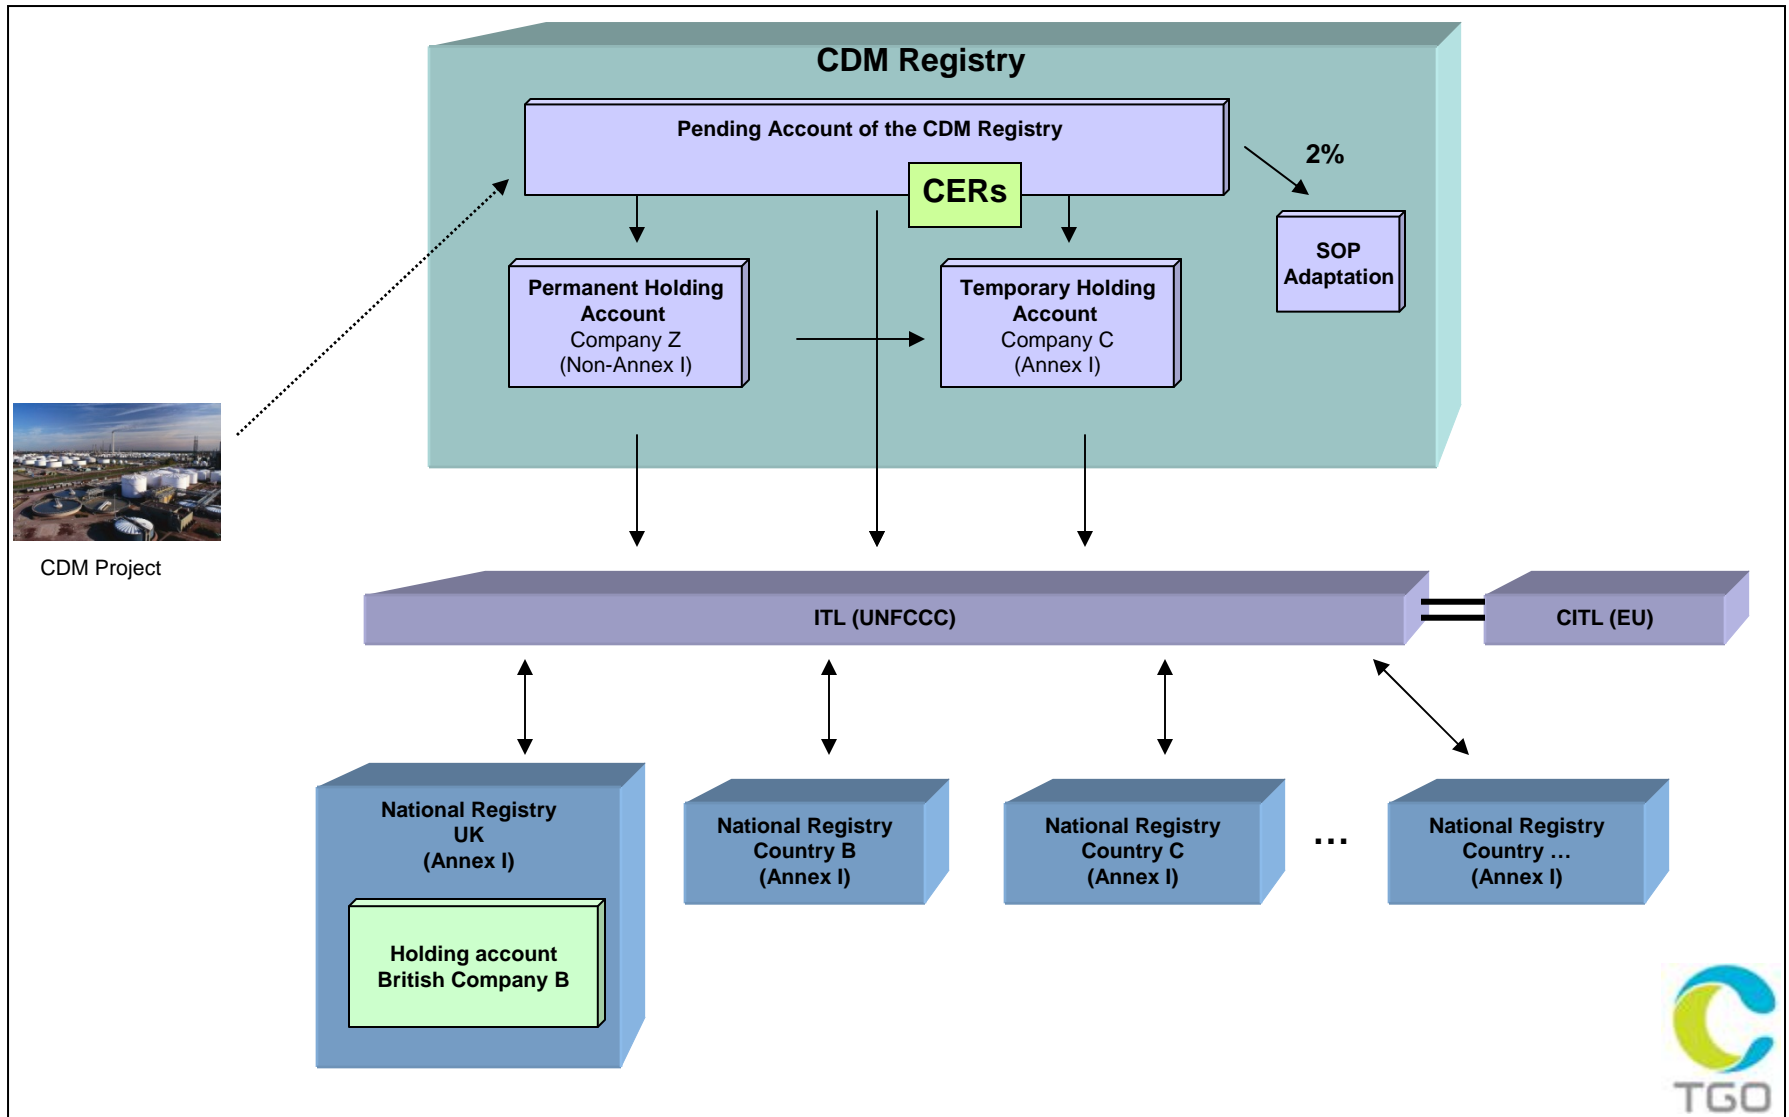 CDM Registry
Pending Account of the CDM Registry
2%
CERs
SOP
Adaptation
Permanent Holding
Account
Company Z
(Non-Annex I)
Temporary Holding
Account
Company C
(Annex I)
CDM Project
ITL (UNFCCC)
CITL (EU)
National Registry
UK
(Annex I)
National Registry
Country B
(Annex I)
National Registry
Country C
(Annex I)
...
National Registry
Country ...
(Annex I)
Holding account
British Company B
TGO